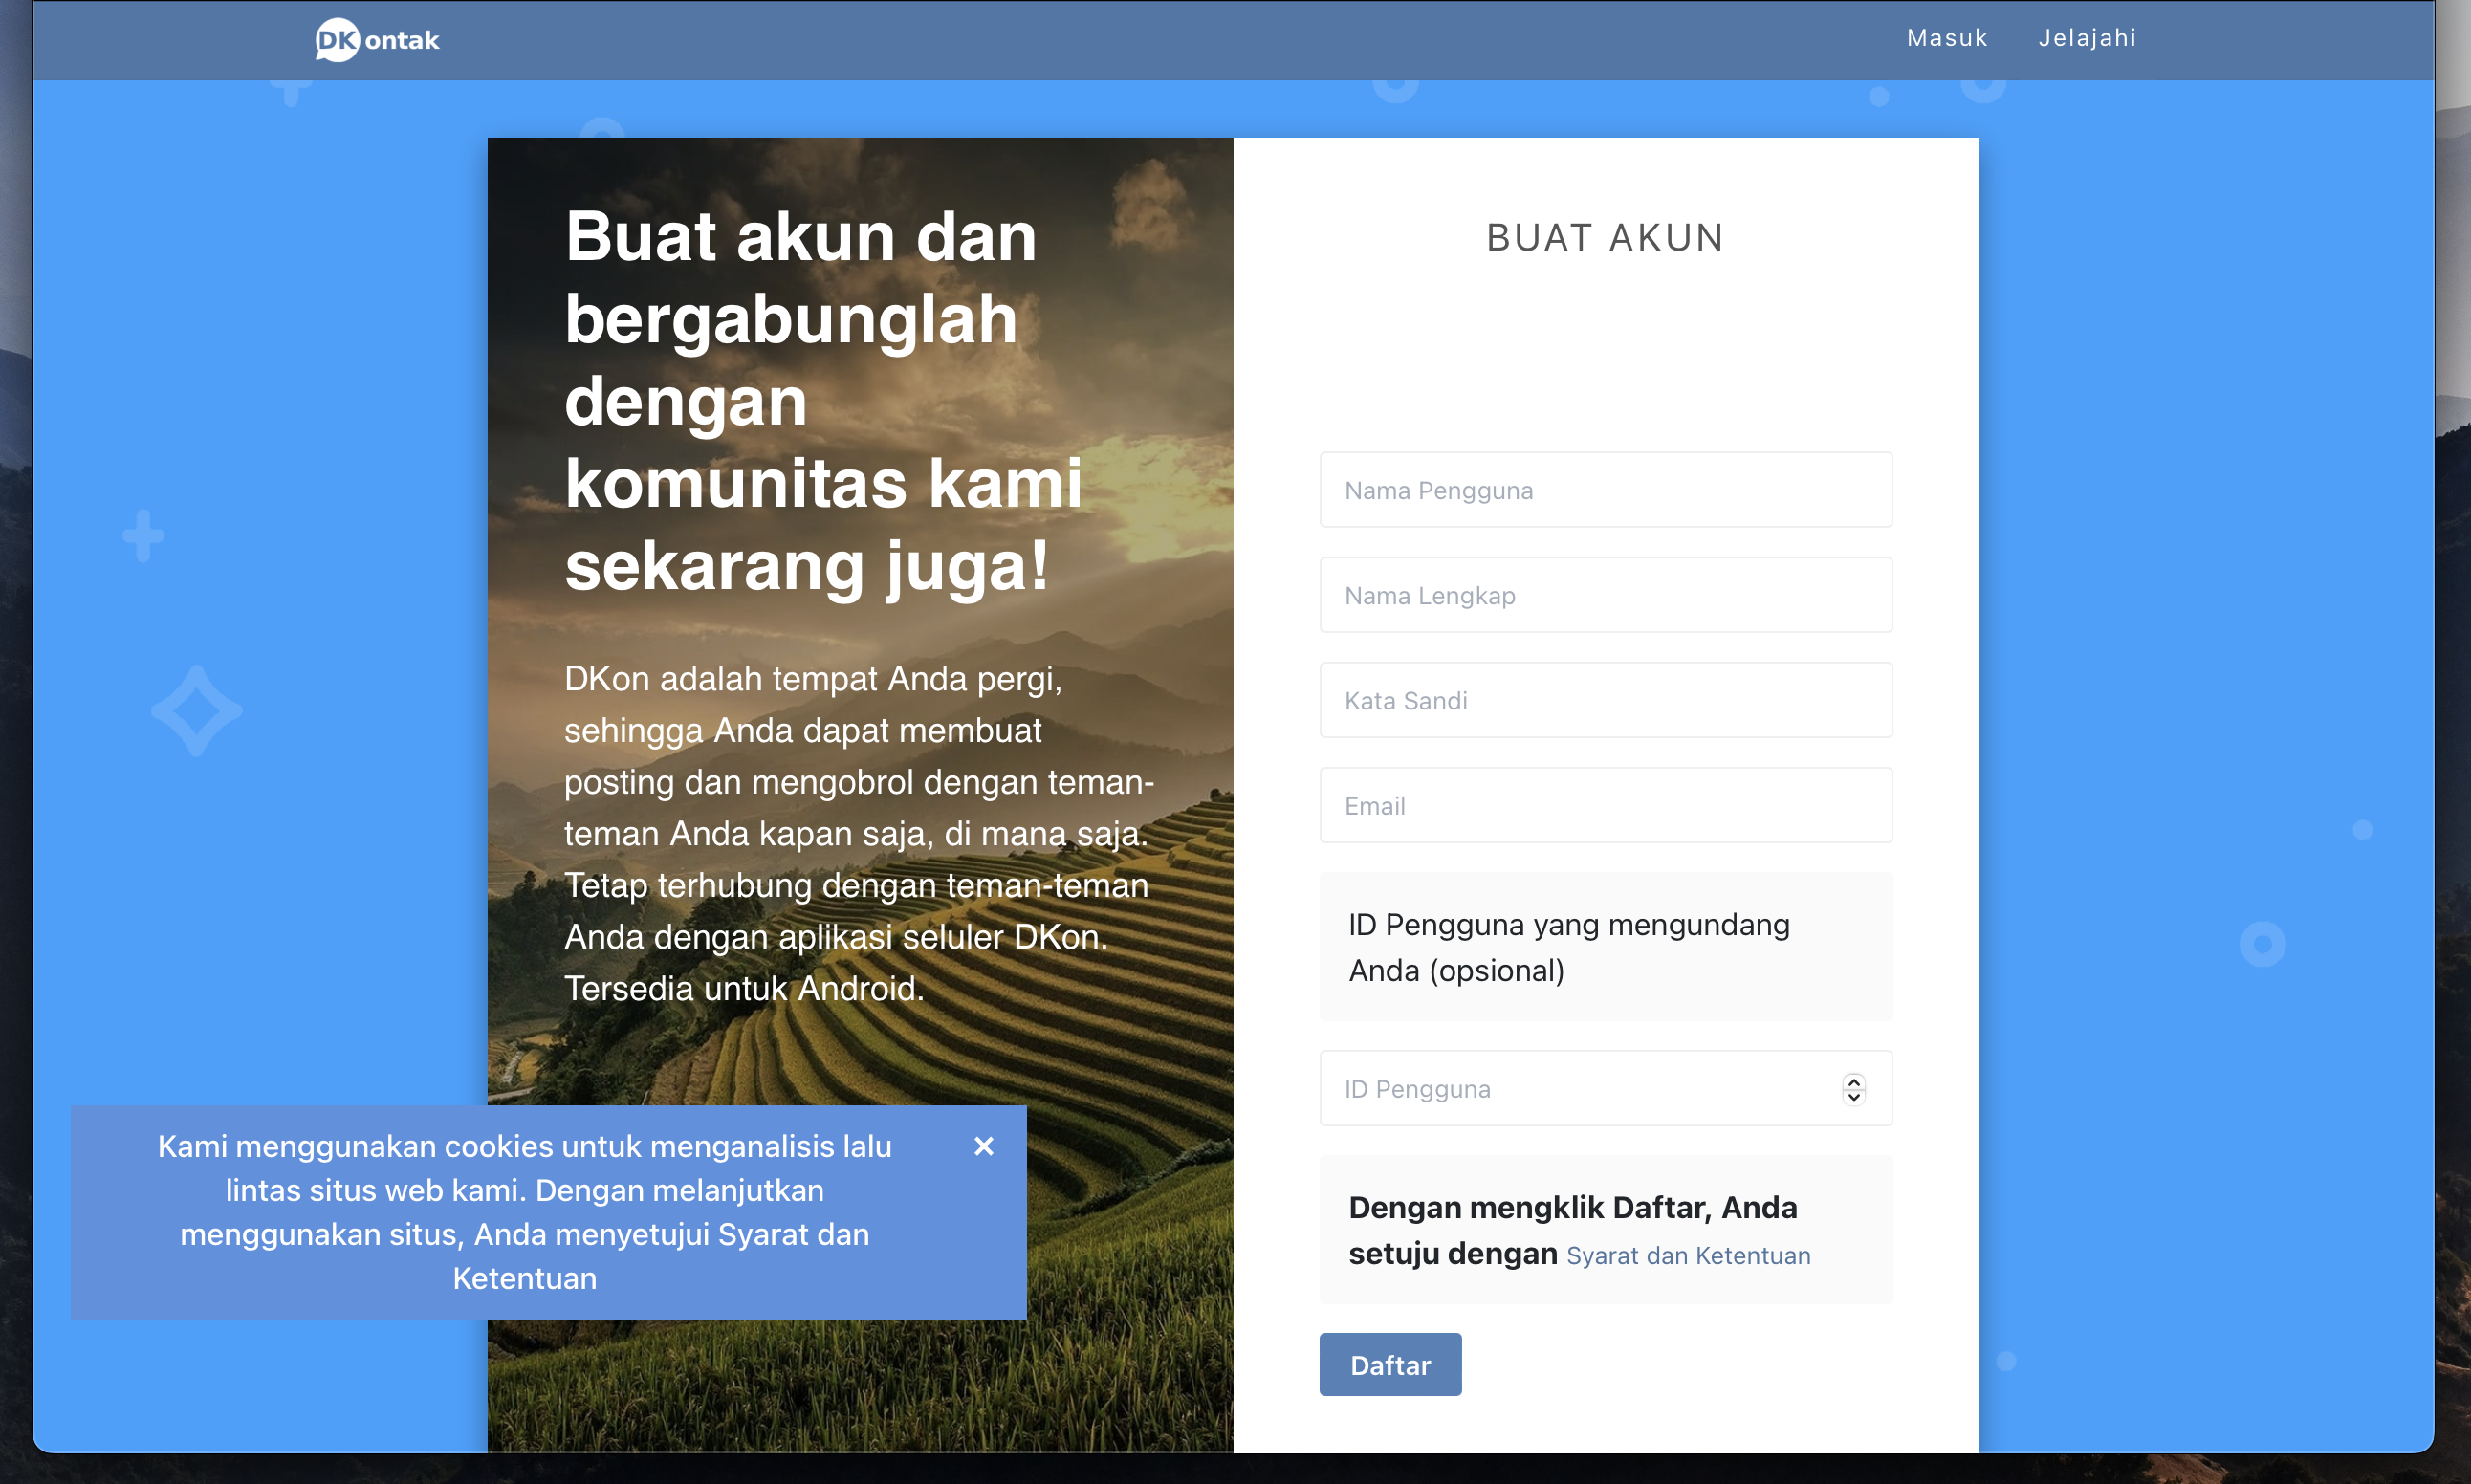 DKontak
Masuk
Jelajahi
Buat akun dan
bergabunglah
dengan
komunitas kami
sekarang juga!
DKon adalah tempat Anda pergi,
sehingga Anda dapat membuat
posting dan mengobrol dengan teman-
teman Anda kapan saja, di mana saja.
Tetap terhubung dengan teman-teman
Anda dengan aplikasi seluler DKon.
Tersedia untuk Android.
Kami menggunakan cookies untuk menganalisis lalu
lintas situs web kami. Dengan melanjutkan
menggunakan situs, Anda menyetujui Syarat dan
Ketentuan
BUAT AKUN
Nama Pengguna
Nama Lengkap
Kata Sandi
Email
ID Pengguna yang mengundang
Anda (opsional)
ID Pengguna
Dengan mengklik Daftar, Anda
setuju dengan Syarat dan Ketentuan
Daftar